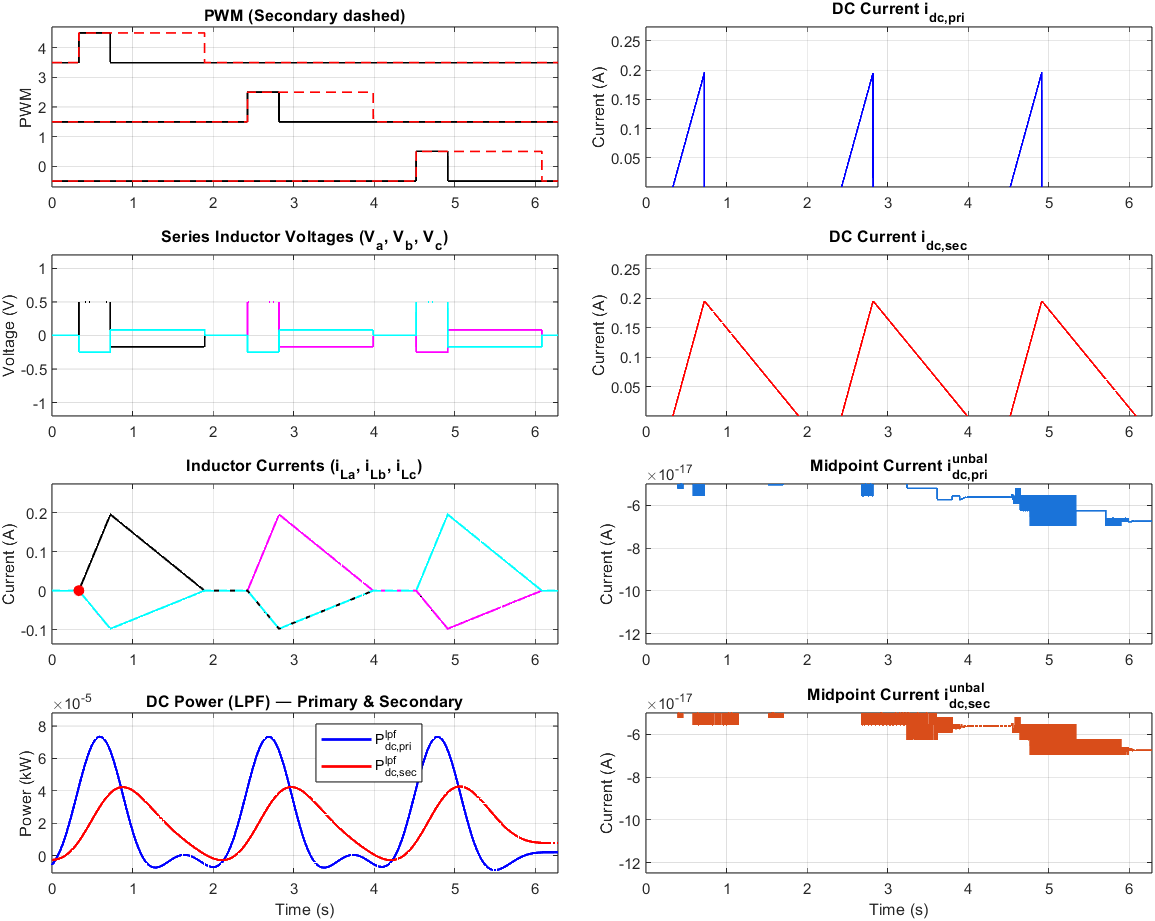 PWM (Secondary dashed)
PWM
4
3
2
1
0
0 1 2 3 4 5 6
DC Current i_dc,pri
Current (A)
0.25
0.2
0.15
0.1
0.05
0 1 2 3 4 5 6
Series Inductor Voltages (V_a, V_b, V_c)
Voltage (V)
1
0.5
0
-0.5
-1
0 1 2 3 4 5 6
DC Current i_dc,sec
Current (A)
0.25
0.2
0.15
0.1
0.05
0 1 2 3 4 5 6
Inductor Currents (i_La, i_Lb, i_Lc)
Current (A)
0.2
0.1
0
-0.1
0 1 2 3 4 5 6
Midpoint Current i^unbal_dc,pri
×10^-17
Current (A)
-6
-8
-10
-12
0 1 2 3 4 5 6
DC Power (LPF) — Primary & Secondary
×10^-5
Power (kW)
8
6
4
2
0
P^lpf_dc,pri
P^lpf_dc,sec
0 1 2 3 4 5 6
Time (s)
Midpoint Current i^unbal_dc,sec
×10^-17
Current (A)
-6
-8
-10
-12
0 1 2 3 4 5 6
Time (s)